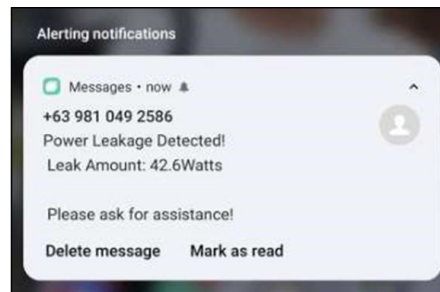 Alerting notifications
Messages • now
+63 981 049 2586
Power Leakage Detected!
Leak Amount: 42.6Watts
Please ask for assistance!
Delete message Mark as read